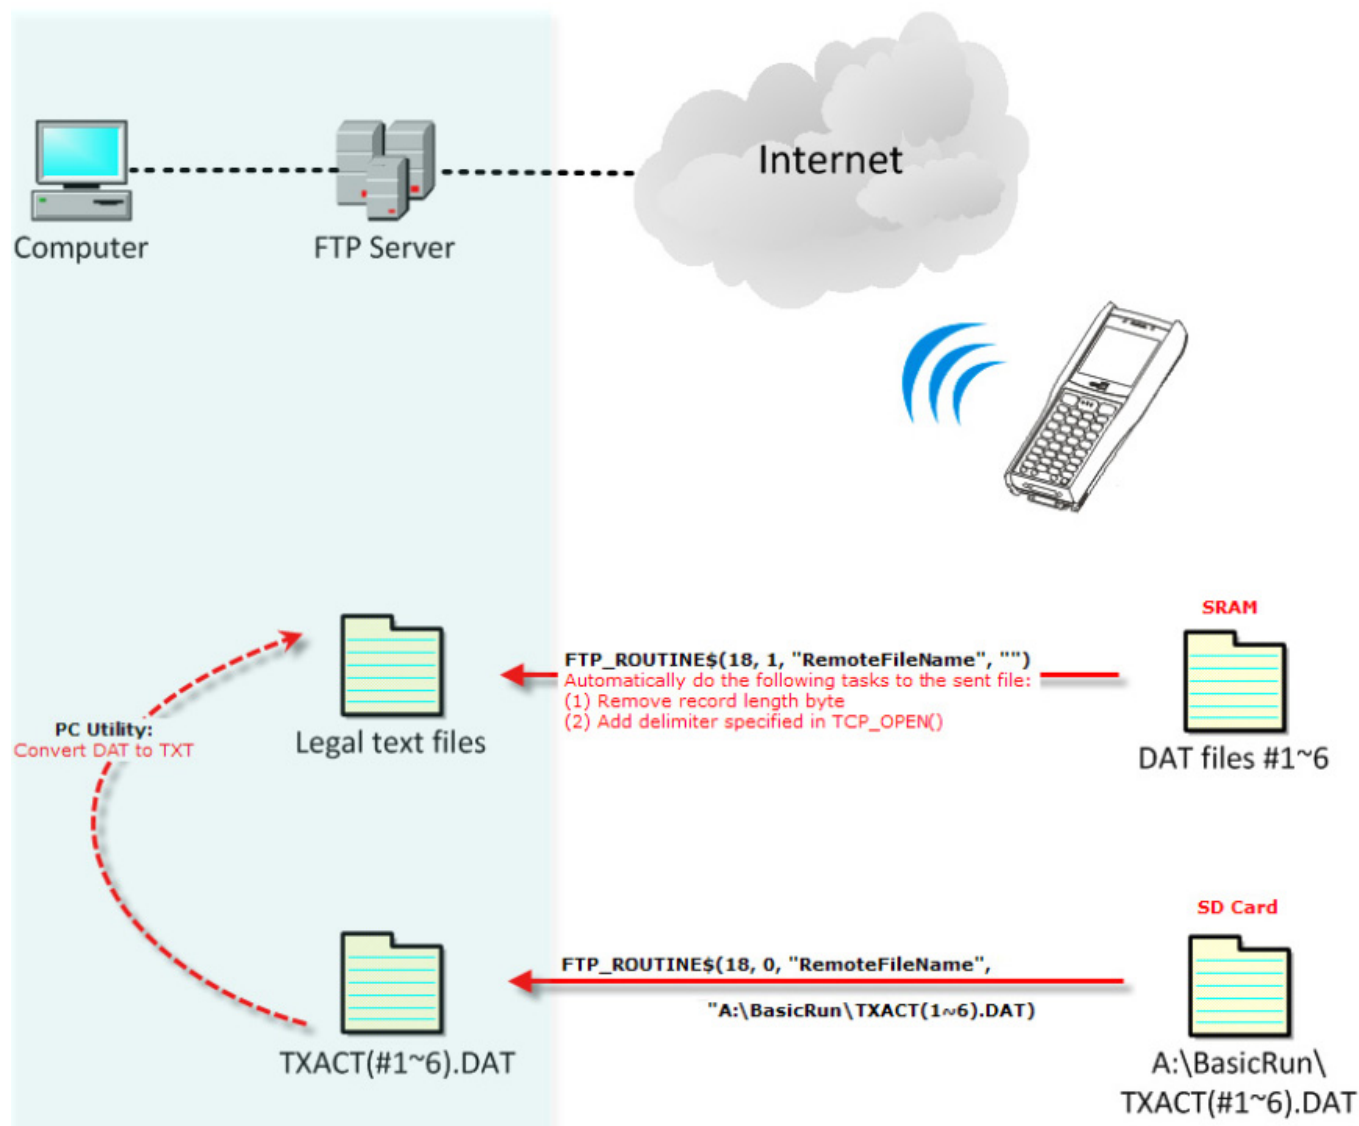 Internet
Computer
FTP Server
SRAM
FTP_ROUTINE$(18, 1, "RemoteFileName", "")
Automatically do the following tasks to the sent file:
(1) Remove record length byte
(2) Add delimiter specified in TCP_OPEN()
PC Utility:
Convert DAT to TXT
Legal text files
DAT files #1~6
SD Card
FTP_ROUTINE$(18, 0, "RemoteFileName",
"A:\BasicRun\TXACT(1~6).DAT)
TXACT(#1~6).DAT
A:\BasicRun\
TXACT(#1~6).DAT